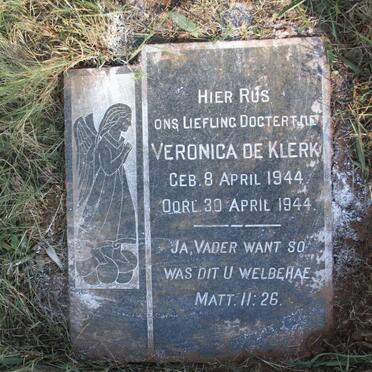 HIER RUS
ONS LIEFLING DOGTERTJIE
VERONICA DE KLERK
GEB. 8 APRIL 1944
OORL. 30 APRIL 1944
JA, VADER WANT SO
WAS DIT U WELBEHAE
MATT. 11:26.